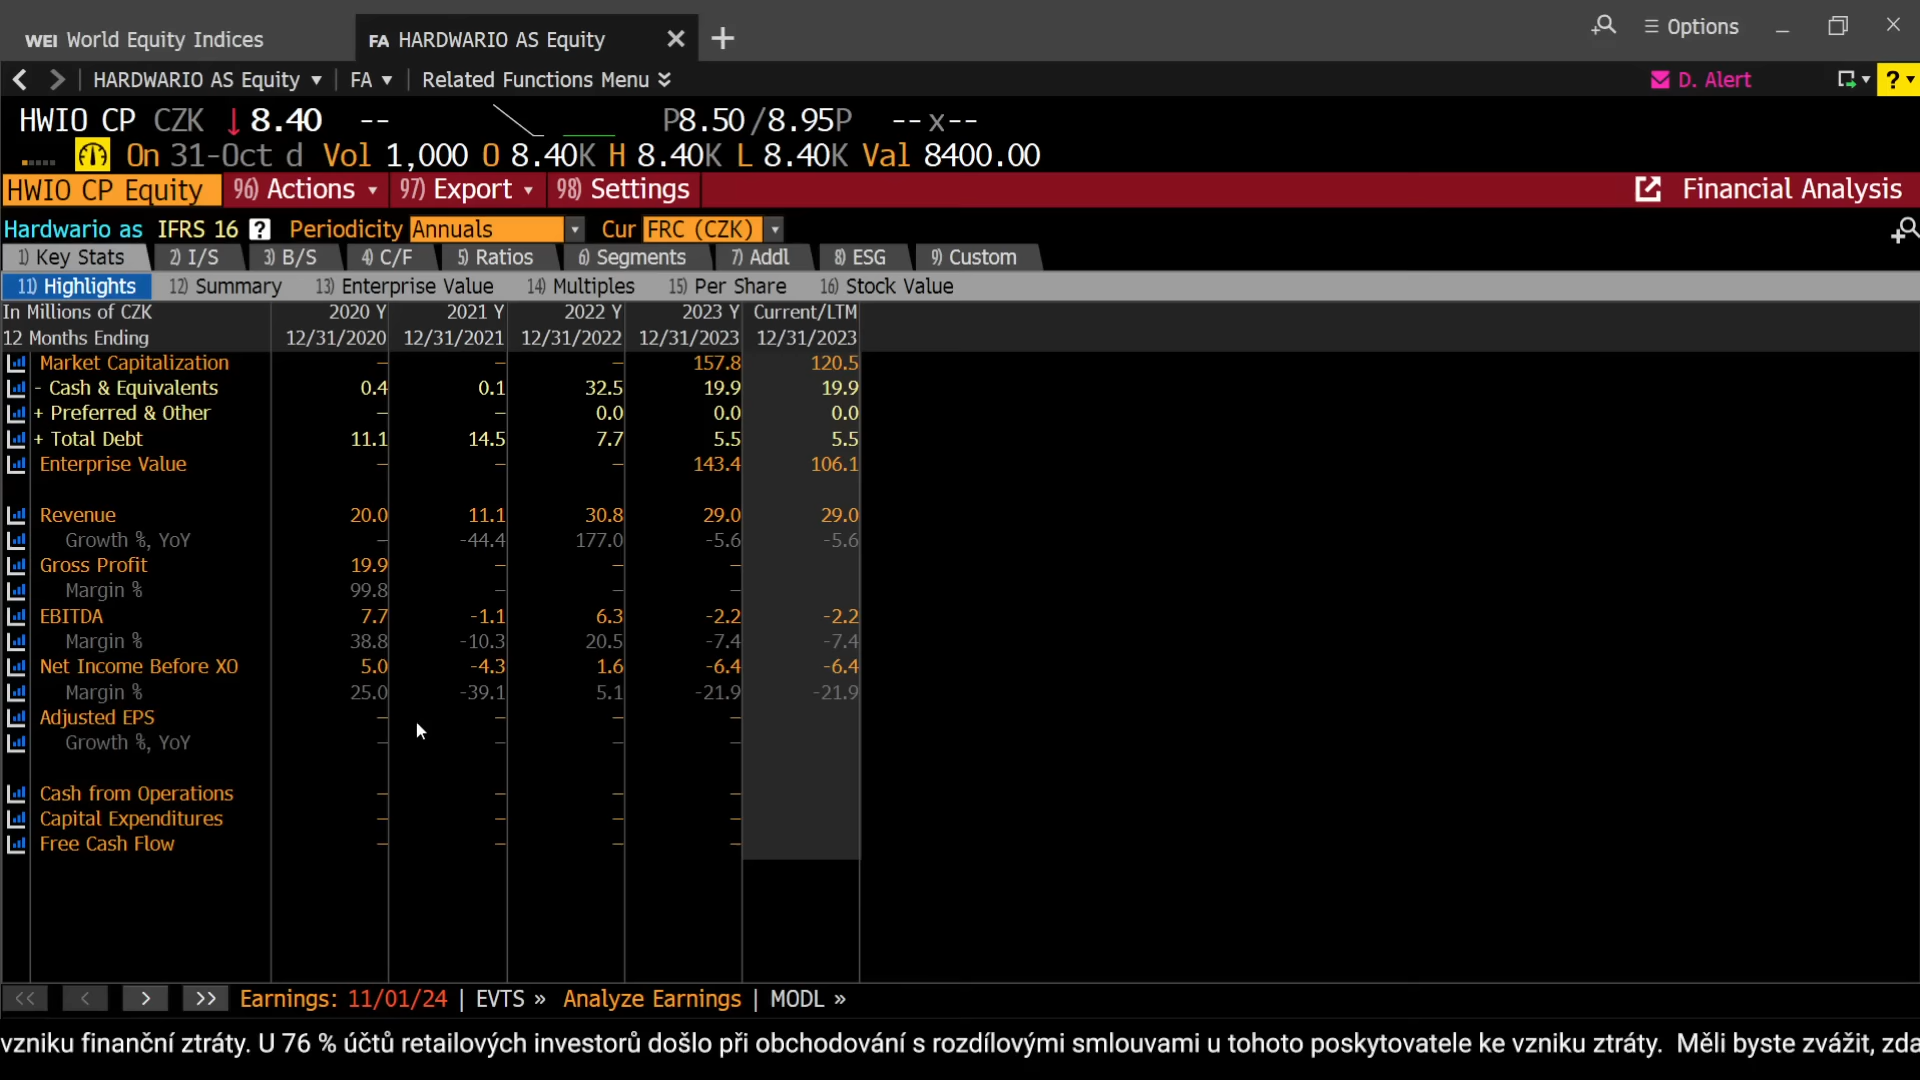 WEI World Equity Indices FA HARDWARIO AS Equity Options
HARDWARIO AS Equity FA Related Functions Menu D. Alert ?
HWIO CP CZK ↓ 8.40 -- P8.50/8.95P --x--
On 31-Oct d Vol 1,000 O 8.40K H 8.40K L 8.40K Val 8400.00
HWIO CP Equity 96) Actions 97) Export 98) Settings Financial Analysis
Hardwario as IFRS 16 ? Periodicity Annuals Cur FRC (CZK)
1) Key Stats 2) I/S 3) B/S 4) C/F 5) Ratios 6) Segments 7) Addl 8) ESG 9) Custom
11) Highlights 12) Summary 13) Enterprise Value 14) Multiples 15) Per Share 16) Stock Value
In Millions of CZK 2020 Y 2021 Y 2022 Y 2023 Y Current/LTM
12 Months Ending 12/31/2020 12/31/2021 12/31/2022 12/31/2023 12/31/2023
Market Capitalization – – – 157.8 120.5
- Cash & Equivalents 0.4 0.1 32.5 19.9 19.9
+ Preferred & Other – – 0.0 0.0 0.0
+ Total Debt 11.1 14.5 7.7 5.5 5.5
Enterprise Value – – – 143.4 106.1
Revenue 20.0 11.1 30.8 29.0 29.0
Growth %, YoY – -44.4 177.0 -5.6 -5.6
Gross Profit 19.9 – – –
Margin % 99.8 – – –
EBITDA 7.7 -1.1 6.3 -2.2 -2.2
Margin % 38.8 -10.3 20.5 -7.4 -7.4
Net Income Before XO 5.0 -4.3 1.6 -6.4 -6.4
Margin % 25.0 -39.1 5.1 -21.9 -21.9
Adjusted EPS – – – –
Growth %, YoY – – – –
Cash from Operations – – – –
Capital Expenditures – – – –
Free Cash Flow – – – –
<< < > >> Earnings: 11/01/24 | EVTS » Analyze Earnings | MODL »
vzniku finanční ztráty. U 76 % účtů retailových investorů došlo při obchodování s rozdílovými smlouvami u tohoto poskytovatele ke vzniku ztráty. Měli byste zvážit, zda